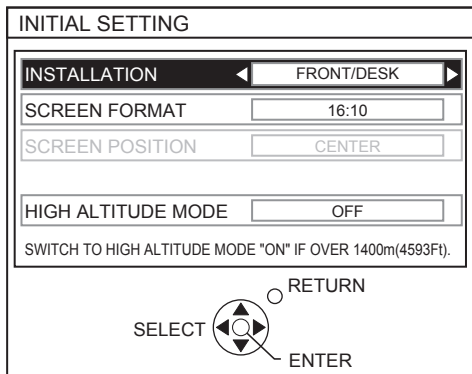 INITIAL SETTING
INSTALLATION FRONT/DESK
SCREEN FORMAT 16:10
SCREEN POSITION CENTER
HIGH ALTITUDE MODE OFF
SWITCH TO HIGH ALTITUDE MODE "ON" IF OVER 1400m(4593Ft).
RETURN
SELECT
ENTER